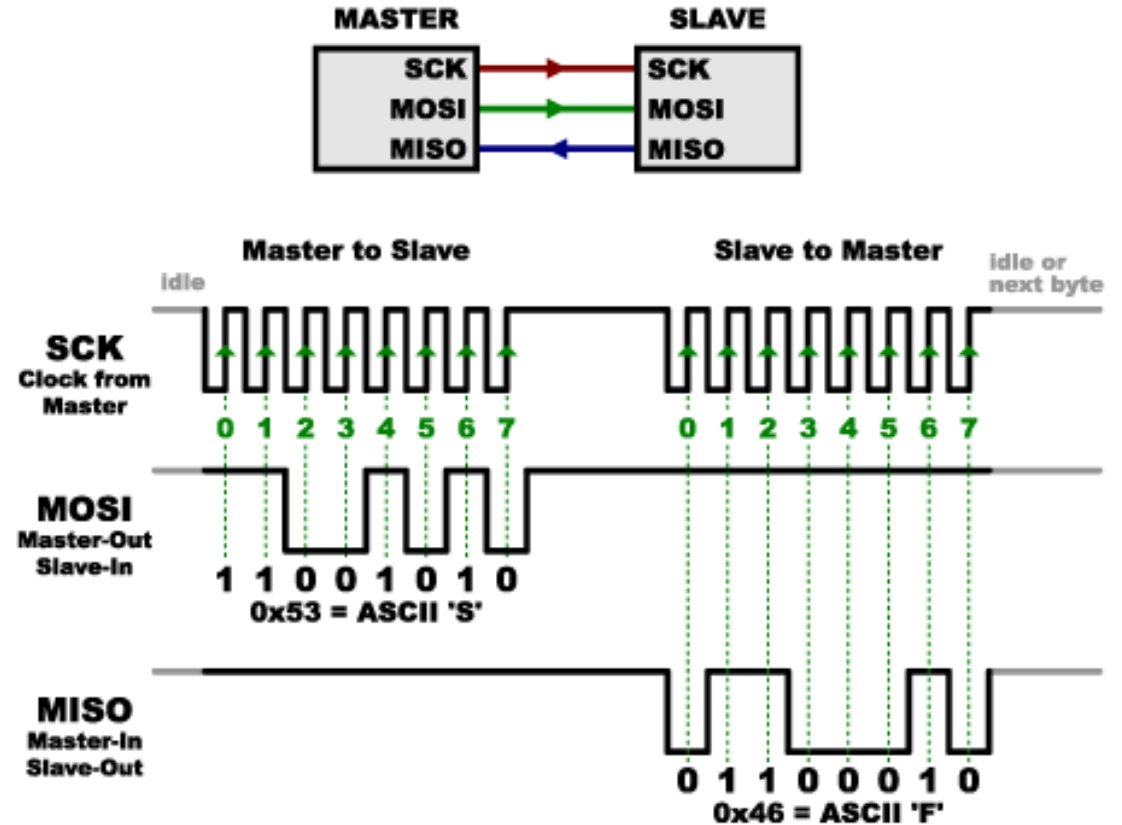 MASTER SLAVE
SCK SCK
MOSI MOSI
MISO MISO
Master to Slave Slave to Master
idle
idle or
next byte
SCK
Clock from
Master
0 1 2 3 4 5 6 7 0 1 2 3 4 5 6 7
MOSI
Master-Out
Slave-In
1 1 0 0 1 0 1 0
0x53 = ASCII 'S'
MISO
Master-In
Slave-Out
0 1 1 0 0 0 1 0
0x46 = ASCII 'F'